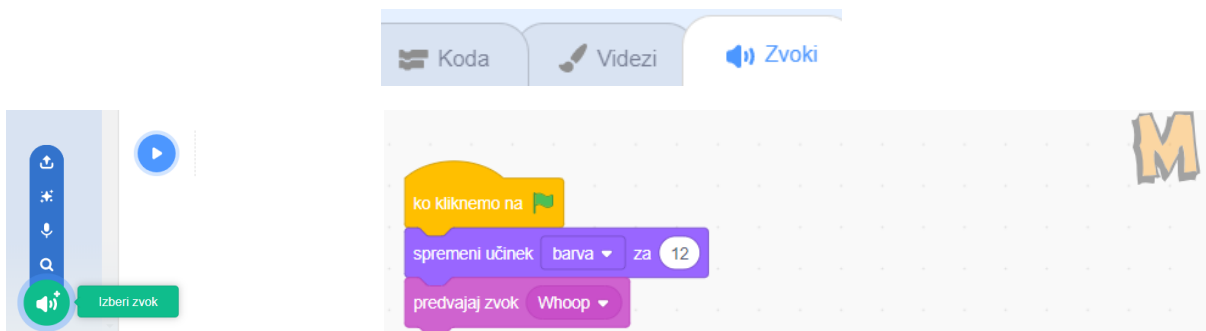 Koda Videzi Zvoki
M
ko kliknemo na
spremeni učinek barva za 12
Izberi zvok
predvajaj zvok Whoop